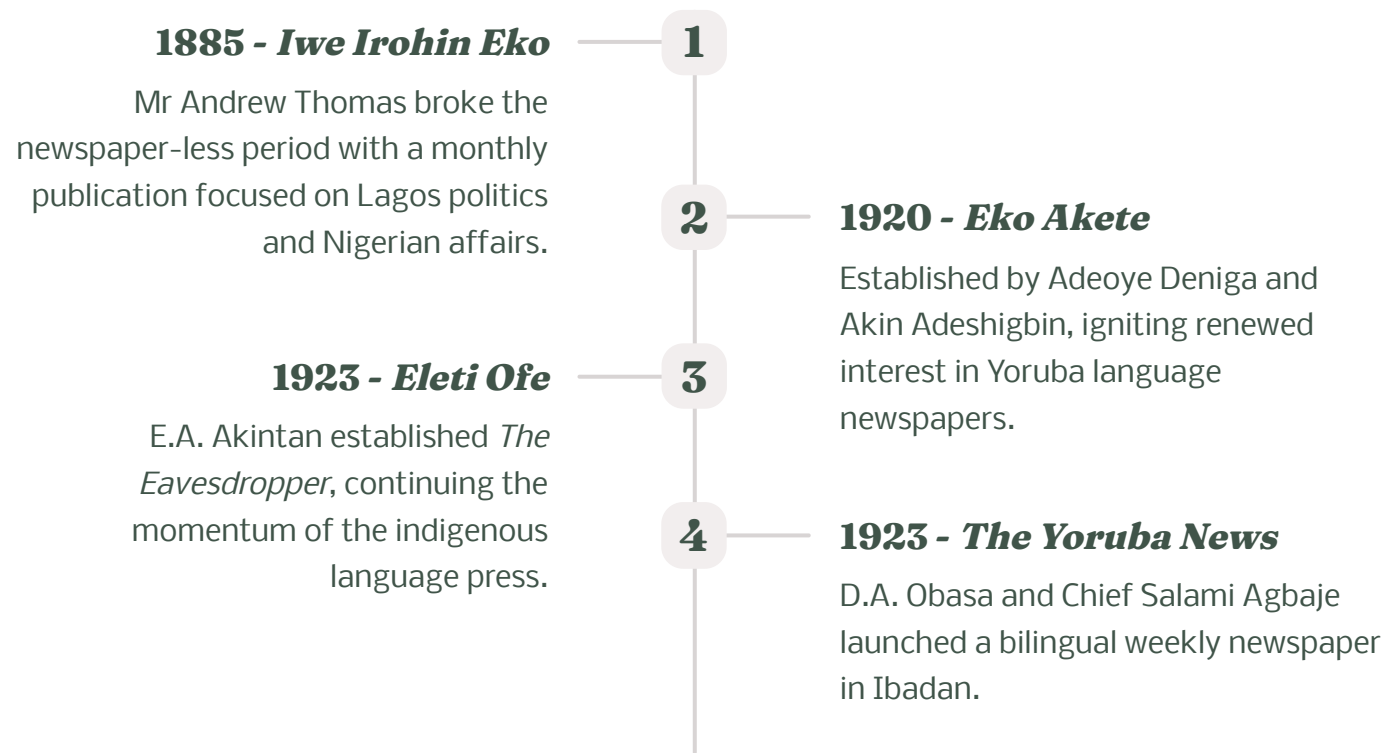 1885 - Iwe Irohin Eko
1
Mr Andrew Thomas broke the
newspaper-less period with a monthly
publication focused on Lagos politics
and Nigerian affairs.
2
1920 - Eko Akete
Established by Adeoye Deniga and
Akin Adeshigbin, igniting renewed
interest in Yoruba language
newspapers.
1923 - Eleti Ofe
3
E.A. Akintan established The
Eavesdropper, continuing the
momentum of the indigenous
language press.
4
1923 - The Yoruba News
D.A. Obasa and Chief Salami Agbaje
launched a bilingual weekly newspaper
in Ibadan.